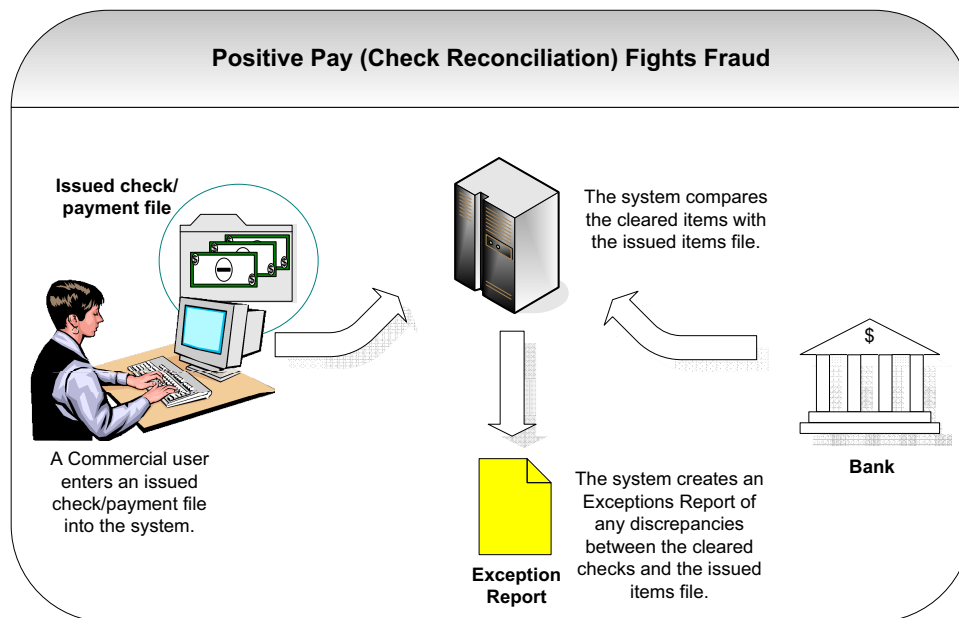 Positive Pay (Check Reconciliation) Fights Fraud
Issued check/
payment file
The system compares
the cleared items with
the issued items file.
$
$
$
$
A Commercial user
enters an issued
check/payment file
into the system.
Bank
The system creates an
Exceptions Report of
any discrepancies
between the cleared
checks and the issued
items file.
Exception
Report